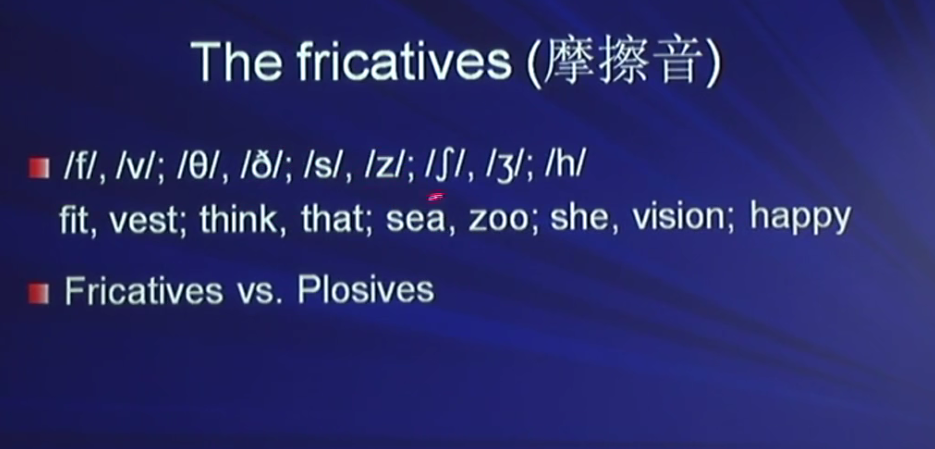 The fricatives (摩擦音)
/f/, /v/; /θ/, /ð/; /s/, /z/; /ʃ/, /ʒ/; /h/
fit, vest; think, that; sea, zoo; she, vision; happy
Fricatives vs. Plosives